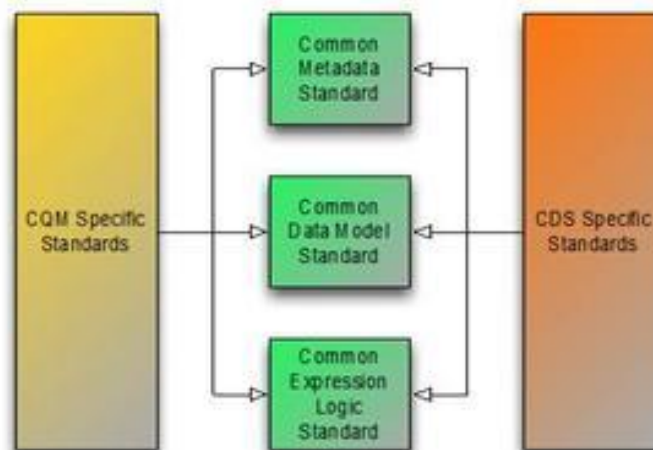 Common
Metadata
Standard
CQM Specific
Standards
Common
Data Model
Standard
CDS Specific
Standards
Common
Expression
Logic
Standard